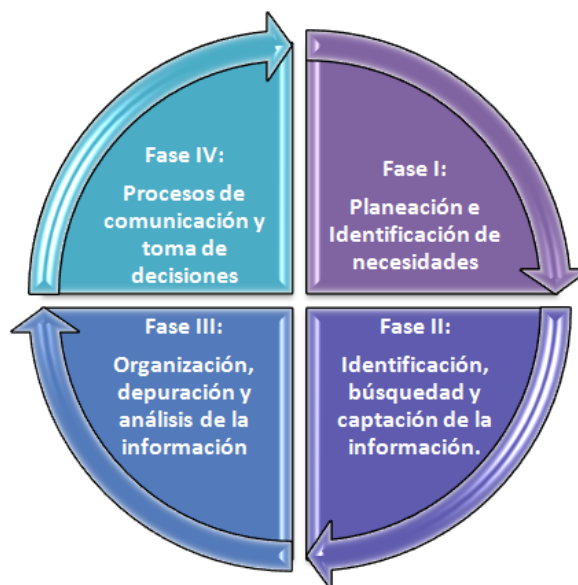 Fase I:
Planeación e
Identificación de
necesidades
Fase II:
Identificación,
búsquedad y
captación de la
información.
Fase III:
Organización,
depuración y
análisis de la
información
Fase IV:
Procesos de
comunicación y
toma de
decisiones